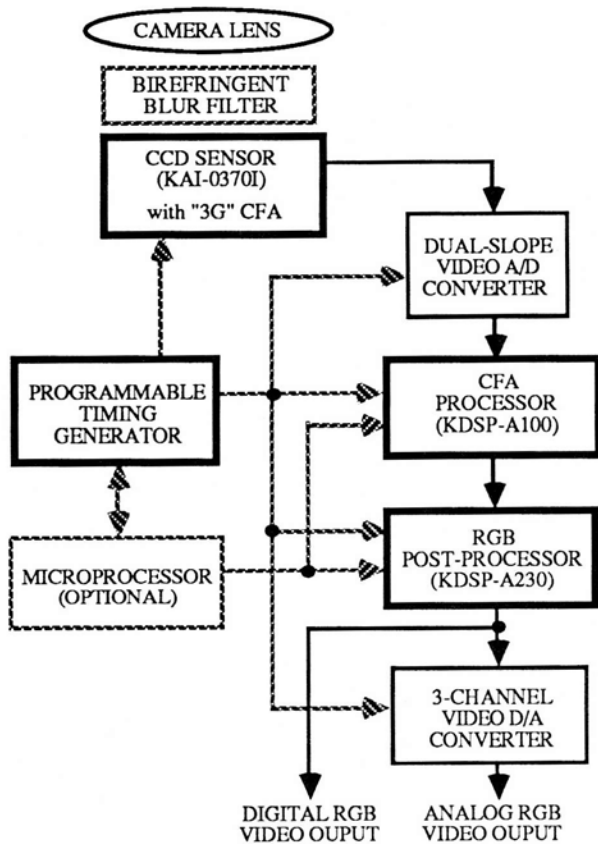 CAMERA LENS
BIREFRINGENT
BLUR FILTER
CCD SENSOR
(KAI-0370I)
with "3G" CFA
DUAL-SLOPE
VIDEO A/D
CONVERTER
PROGRAMMABLE
TIMING
GENERATOR
CFA
PROCESSOR
(KDSP-A100)
MICROPROCESSOR
(OPTIONAL)
RGB
POST-PROCESSOR
(KDSP-A230)
3-CHANNEL
VIDEO D/A
CONVERTER
DIGITAL RGB
VIDEO OUPUT
ANALOG RGB
VIDEO OUPUT